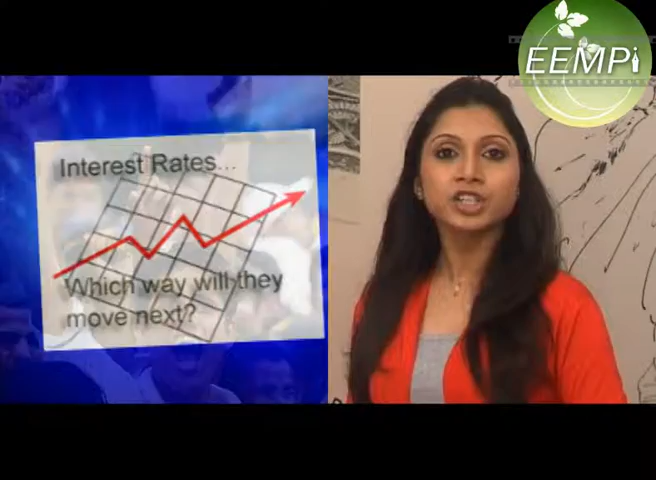 EEMPi
Interest Rates...
Which way will they
move next?